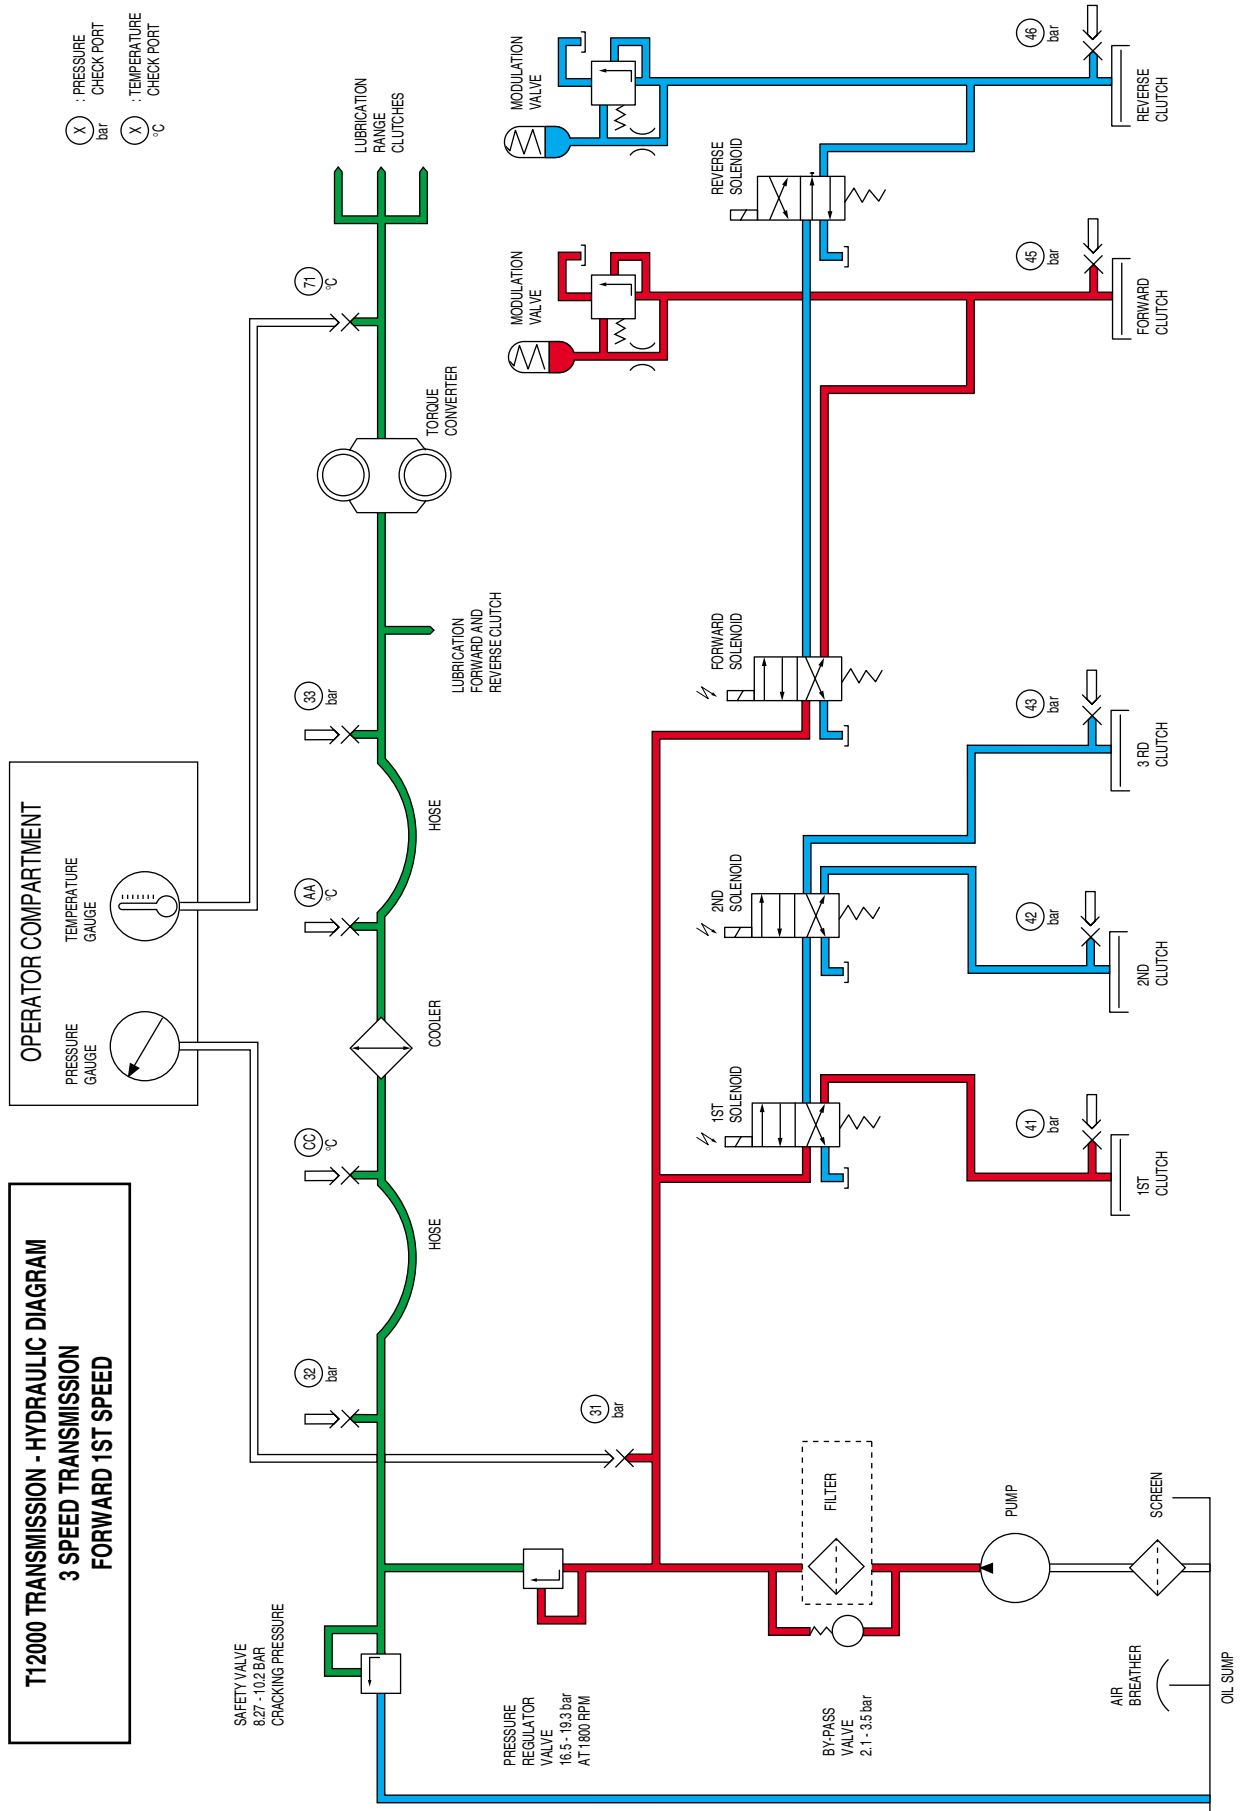 T12000 TRANSMISSION - HYDRAULIC DIAGRAM
3 SPEED TRANSMISSION
FORWARD 1ST SPEED
OPERATOR COMPARTMENT
PRESSURE
GAUGE
TEMPERATURE
GAUGE
X
bar
: PRESSURE
CHECK PORT
X
°C
: TEMPERATURE
CHECK PORT
SAFETY VALVE
8.27 - 10.2 BAR
CRACKING PRESSURE
32
bar
HOSE
CC
°C
COOLER
AA
°C
HOSE
33
bar
LUBRICATION
FORWARD AND
REVERSE CLUTCH
TORQUE
CONVERTER
71
°C
LUBRICATION
RANGE
CLUTCHES
PRESSURE
REGULATOR
VALVE
16.5 - 19.3 bar
AT 1800 RPM
31
bar
1ST
SOLENOID
2ND
SOLENOID
FORWARD
SOLENOID
REVERSE
SOLENOID
MODULATION
VALVE
MODULATION
VALVE
BY-PASS
VALVE
2.1 - 3.5 bar
FILTER
PUMP
SCREEN
AIR
BREATHER
OIL SUMP
41
bar
1ST
CLUTCH
42
bar
2ND
CLUTCH
43
bar
3 RD
CLUTCH
45
bar
FORWARD
CLUTCH
46
bar
REVERSE
CLUTCH